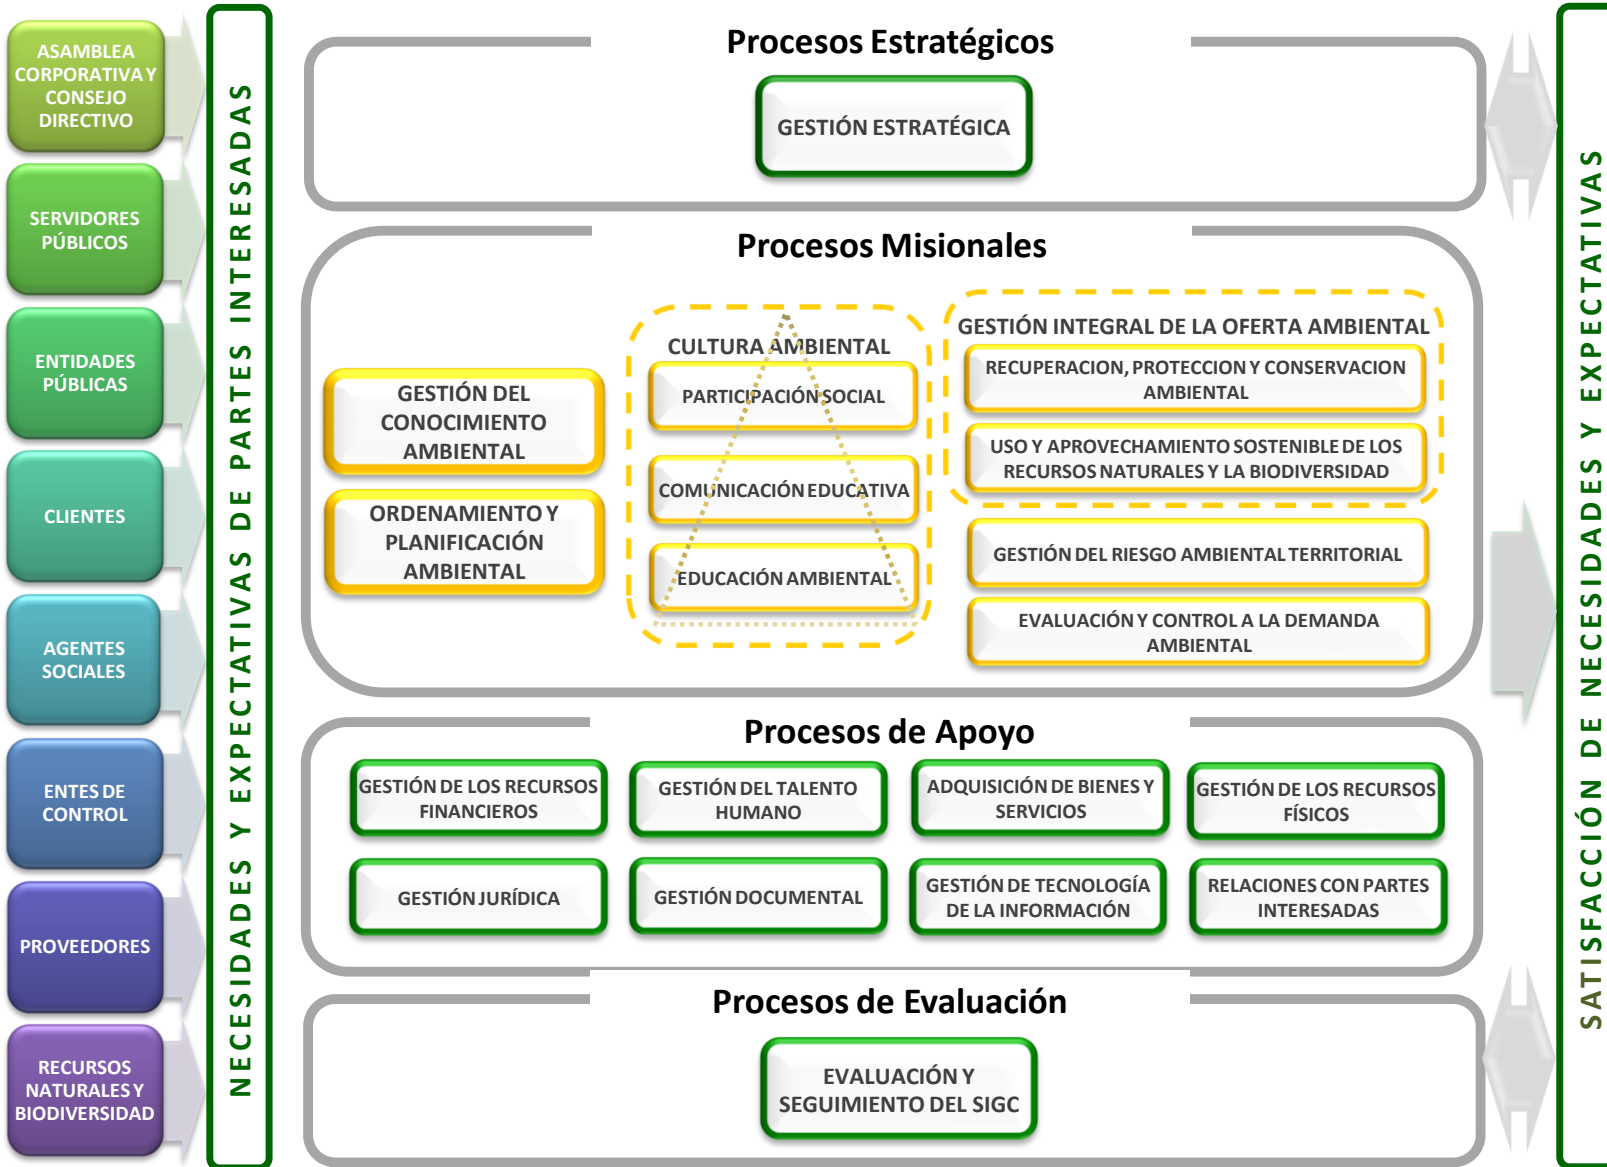 ASAMBLEA
CORPORATIVA Y
CONSEJO
DIRECTIVO
SERVIDORES
PÚBLICOS
ENTIDADES
PÚBLICAS
CLIENTES
AGENTES
SOCIALES
ENTES DE
CONTROL
PROVEEDORES
RECURSOS
NATURALES Y
BIODIVERSIDAD
NECESIDADES Y EXPECTATIVAS DE PARTES INTERESADAS
Procesos Estratégicos
GESTIÓN ESTRATÉGICA
Procesos Misionales
GESTIÓN DEL
CONOCIMIENTO
AMBIENTAL
ORDENAMIENTO Y
PLANIFICACIÓN
AMBIENTAL
CULTURA AMBIENTAL
PARTICIPACIÓN SOCIAL
COMUNICACIÓN EDUCATIVA
EDUCACIÓN AMBIENTAL
GESTIÓN INTEGRAL DE LA OFERTA AMBIENTAL
RECUPERACION, PROTECCION Y CONSERVACION
AMBIENTAL
USO Y APROVECHAMIENTO SOSTENIBLE DE LOS
RECURSOS NATURALES Y LA BIODIVERSIDAD
GESTIÓN DEL RIESGO AMBIENTAL TERRITORIAL
EVALUACIÓN Y CONTROL A LA DEMANDA
AMBIENTAL
Procesos de Apoyo
GESTIÓN DE LOS RECURSOS
FINANCIEROS
GESTIÓN DEL TALENTO
HUMANO
ADQUISICIÓN DE BIENES Y
SERVICIOS
GESTIÓN DE LOS RECURSOS
FÍSICOS
GESTIÓN JURÍDICA
GESTIÓN DOCUMENTAL
GESTIÓN DE TECNOLOGÍA
DE LA INFORMACIÓN
RELACIONES CON PARTES
INTERESADAS
Procesos de Evaluación
EVALUACIÓN Y
SEGUIMIENTO DEL SIGC
SATISFACCIÓN DE NECESIDADES Y EXPECTATIVAS